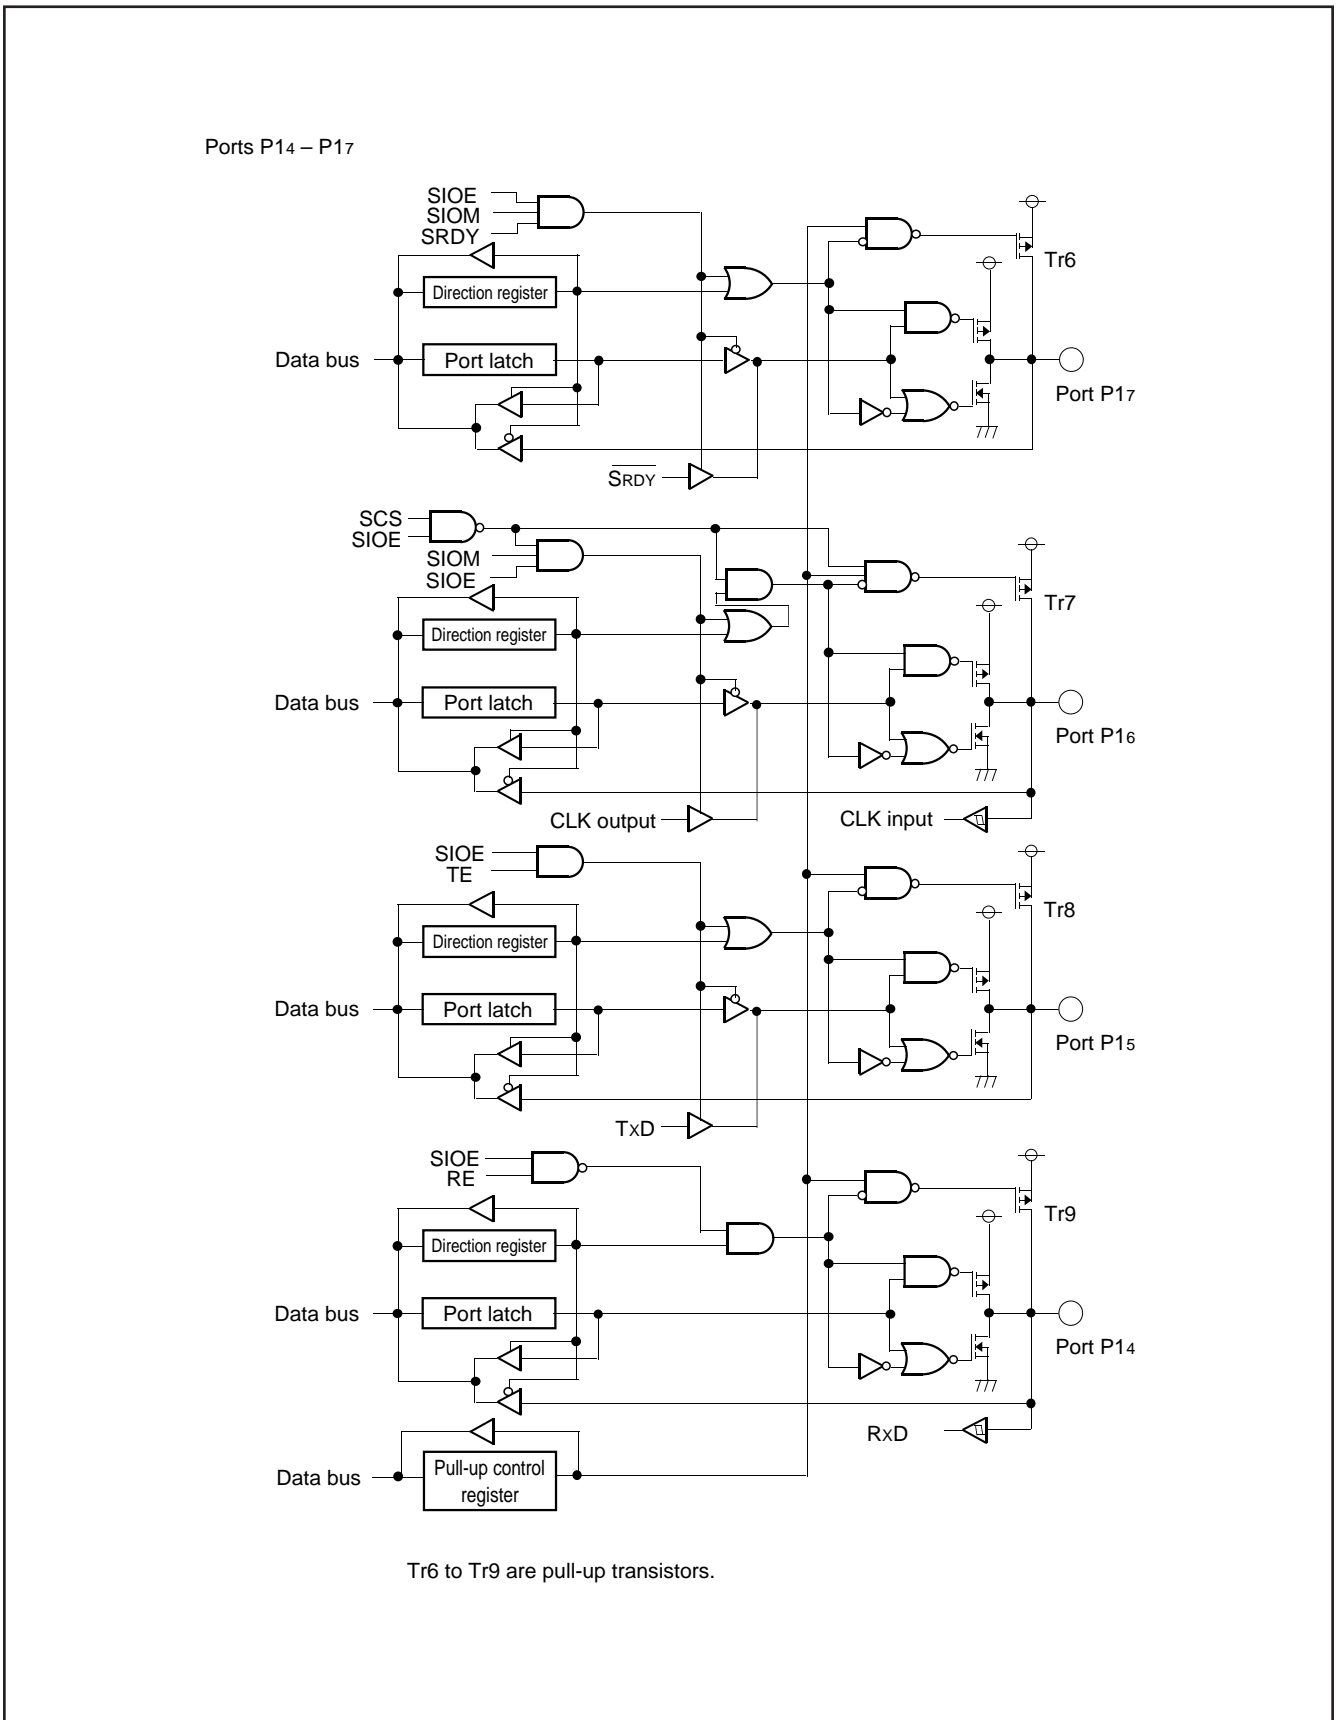 Ports P14 – P17
SIOE
SIOM
SRDY
Tr6
Direction register
Data bus
Port latch
Port P17
SRDY
SCS
SIOE
SIOM
SIOE
Tr7
Direction register
Data bus
Port latch
Port P16
CLK output
CLK input
SIOE
TE
Tr8
Direction register
Data bus
Port latch
Port P15
TXD
SIOE
RE
Tr9
Direction register
Data bus
Port latch
Port P14
RXD
Data bus
Pull-up control
register
Tr6 to Tr9 are pull-up transistors.